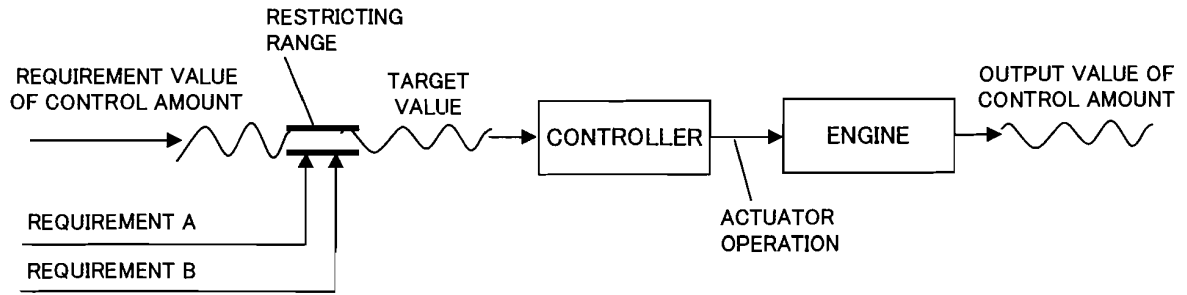 RESTRICTING
RANGE
REQUIREMENT VALUE
OF CONTROL AMOUNT
TARGET
VALUE
CONTROLLER
ENGINE
OUTPUT VALUE OF
CONTROL AMOUNT
REQUIREMENT A
REQUIREMENT B
ACTUATOR
OPERATION